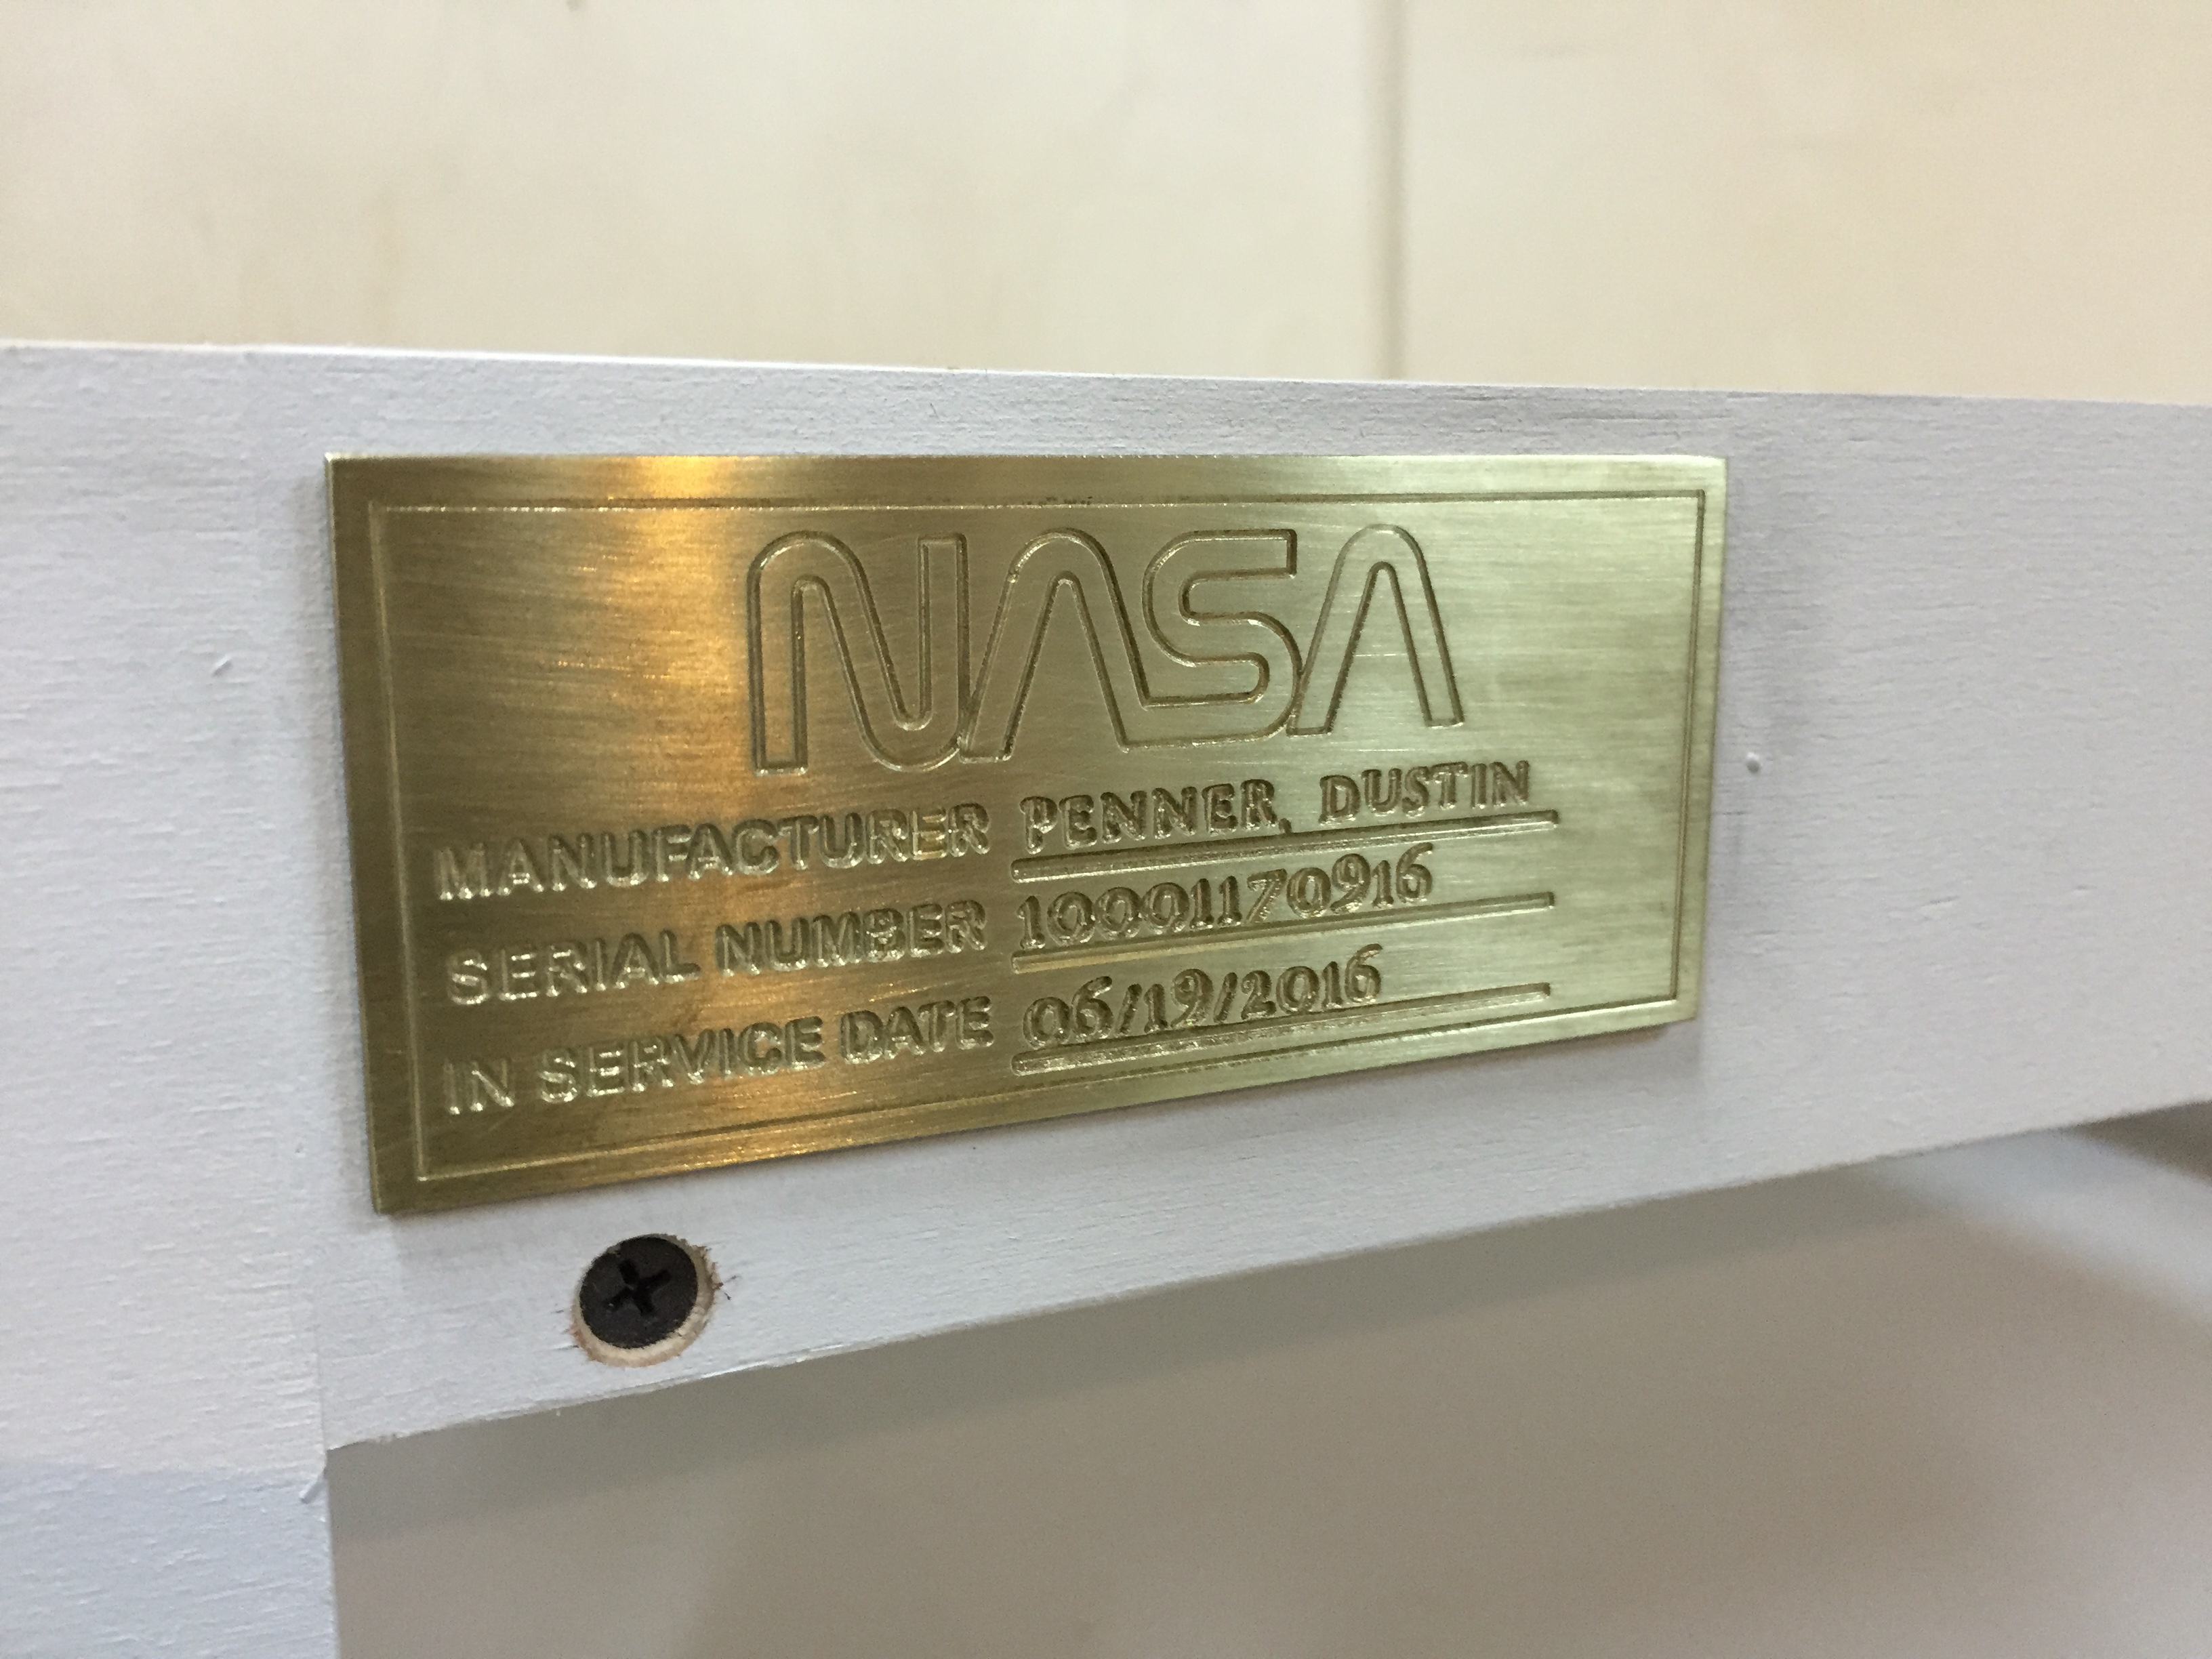 NASA
MANUFACTURER PENNER, DUSTIN
SERIAL NUMBER 10001170916
IN SERVICE DATE 06/19/2016